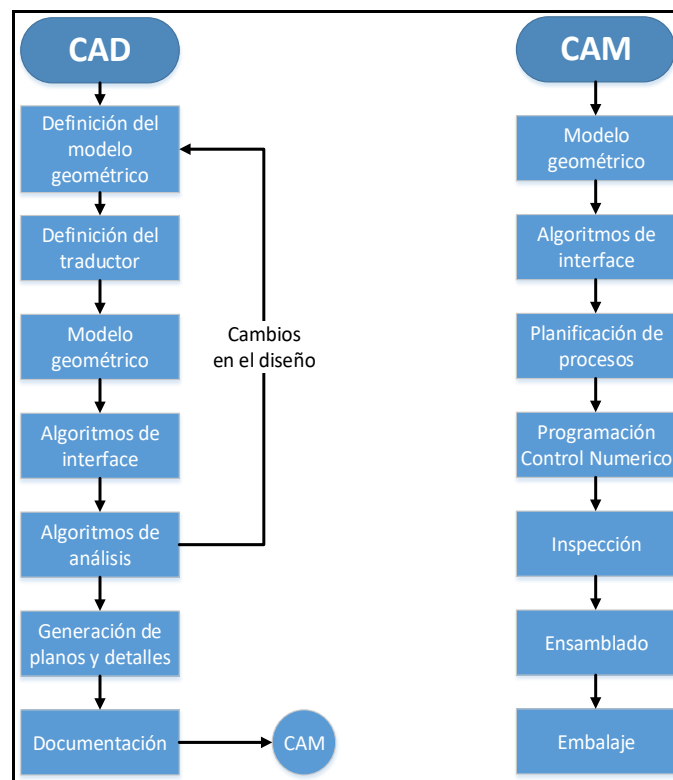 CAD
Definición del
modelo
geométrico
Definición del
traductor
Modelo
geométrico
Algoritmos de
interface
Algoritmos de
análisis
Generación de
planos y detalles
Documentación
CAM
Cambios
en el diseño
CAM
Modelo
geométrico
Algoritmos de
interface
Planificación de
procesos
Programación
Control Numerico
Inspección
Ensamblado
Embalaje